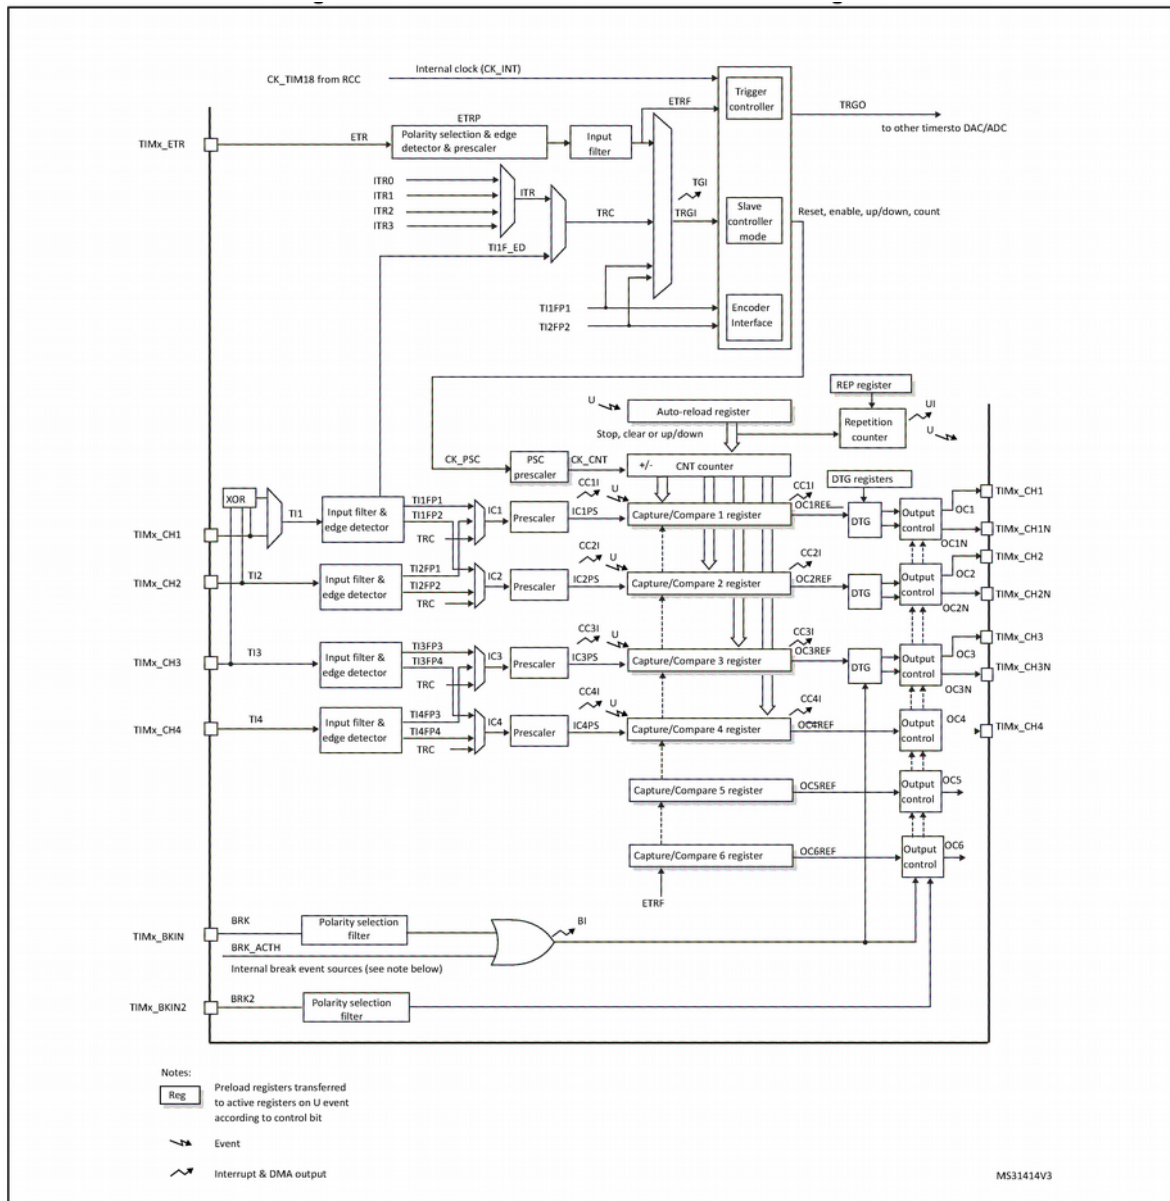 Internal clock (CK_INT)
CK_TIM18 from RCC
Trigger
controller
ETRF
TRGO
to other timersto DAC/ADC
ETRP
TIMx_ETR
ETR
Polarity selection & edge
detector & prescaler
Input
filter
ITR0
ITR1
ITR2
ITR3
ITR
TI1F_ED
TRC
TGI
TRGI
Slave
controller
mode
Reset, enable, up/down, count
TI1FP1
TI2FP2
Encoder
Interface
REP register
U
Auto-reload register
Repetition
counter
UI
U
Stop, clear or up/down
CK_PSC
PSC
prescaler
CK_CNT
+/-
CNT counter
DTG registers
XOR
TI1
Input filter &
edge detector
TI1FP1
TI1FP2
TRC
IC1
Prescaler
IC1PS
CC1I
U
Capture/Compare 1 register
CC1I
OC1REF
DTG
Output
control
OC1
OC1N
TIMx_CH1
TIMx_CH1N
TIMx_CH1
TIMx_CH2
TI2
Input filter &
edge detector
TI2FP1
TI2FP2
TRC
IC2
Prescaler
IC2PS
CC2I
U
Capture/Compare 2 register
CC2I
OC2REF
DTG
Output
control
OC2
OC2N
TIMx_CH2
TIMx_CH2N
TIMx_CH3
TI3
Input filter &
edge detector
TI3FP3
TI3FP4
TRC
IC3
Prescaler
IC3PS
CC3I
U
Capture/Compare 3 register
CC3I
OC3REF
DTG
Output
control
OC3
OC3N
TIMx_CH3
TIMx_CH3N
TIMx_CH4
TI4
Input filter &
edge detector
TI4FP3
TI4FP4
TRC
IC4
Prescaler
IC4PS
CC4I
U
Capture/Compare 4 register
CC4I
OC4REF
Output
control
OC4
TIMx_CH4
Capture/Compare 5 register
OC5REF
Output
control
OC5
Capture/Compare 6 register
OC6REF
Output
control
OC6
ETRF
TIMx_BKIN
BRK
Polarity selection
filter
BI
BRK_ACTH
Internal break event sources (see note below)
TIMx_BKIN2
BRK2
Polarity selection
filter
Notes:
Reg
Preload registers transferred
to active registers on U event
according to control bit
Event
Interrupt & DMA output
MS31414V3